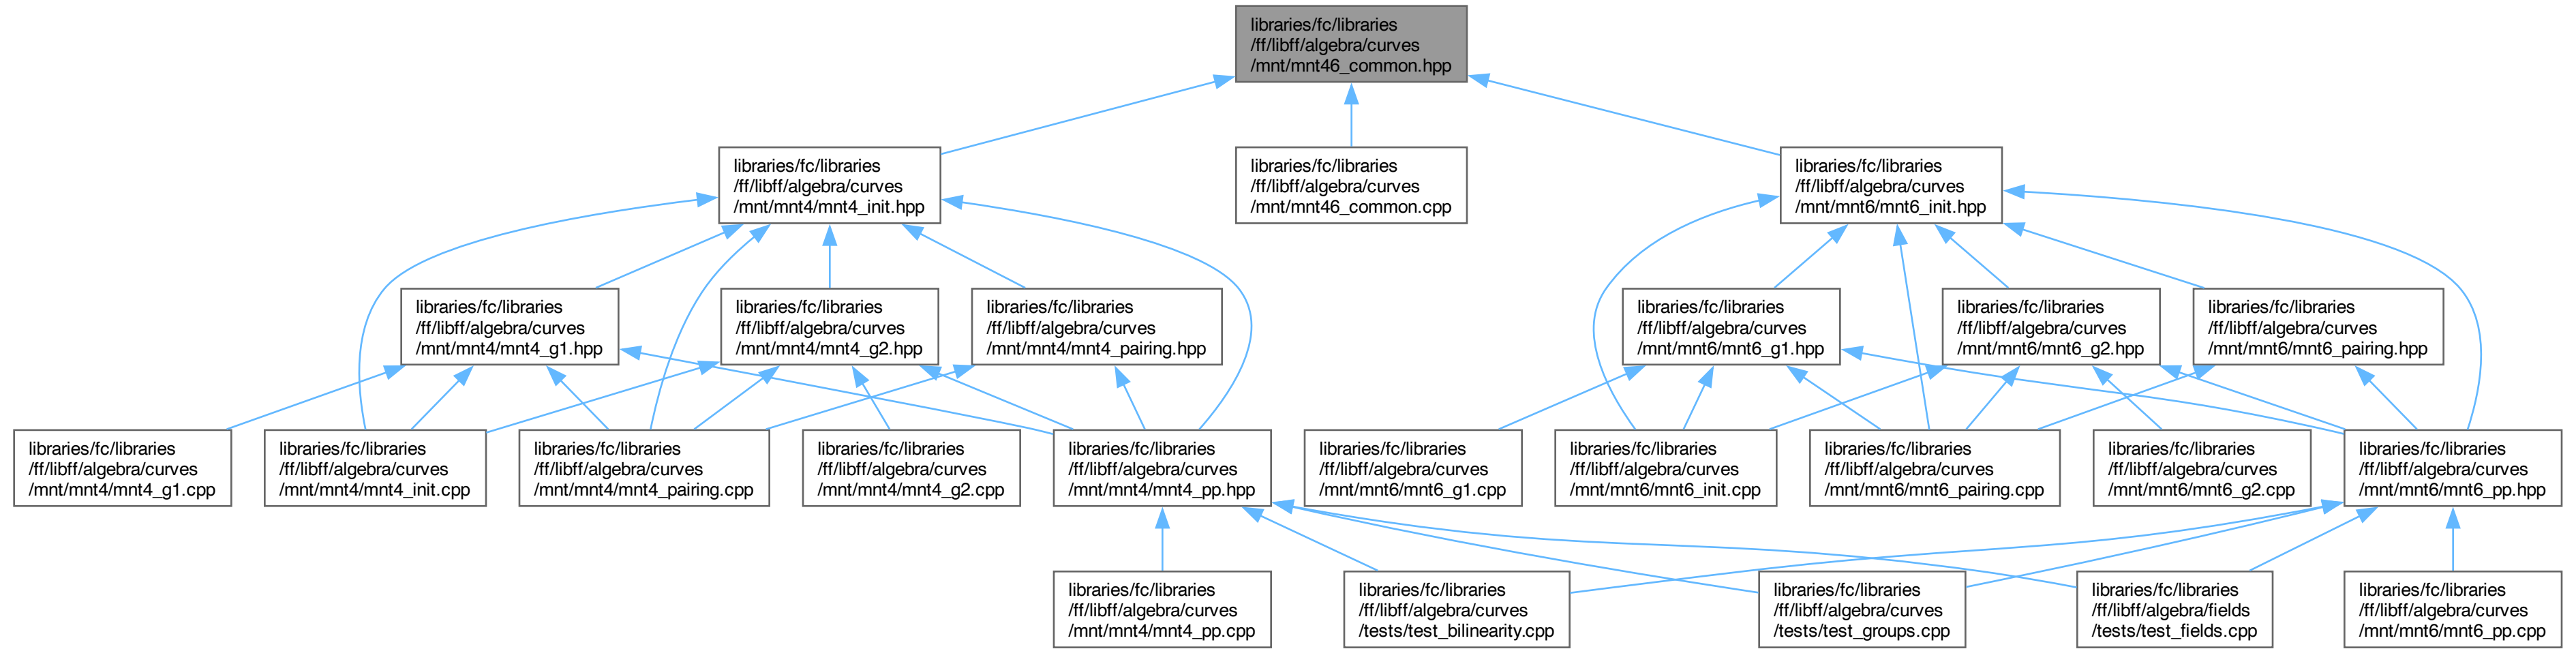 libraries/fc/libraries
/ff/libff/algebra/curves
/mnt/mnt46_common.hpp
libraries/fc/libraries
/ff/libff/algebra/curves
/mnt/mnt4/mnt4_init.hpp
libraries/fc/libraries
/ff/libff/algebra/curves
/mnt/mnt46_common.cpp
libraries/fc/libraries
/ff/libff/algebra/curves
/mnt/mnt6/mnt6_init.hpp
libraries/fc/libraries
/ff/libff/algebra/curves
/mnt/mnt4/mnt4_g1.hpp
libraries/fc/libraries
/ff/libff/algebra/curves
/mnt/mnt4/mnt4_g2.hpp
libraries/fc/libraries
/ff/libff/algebra/curves
/mnt/mnt4/mnt4_pairing.hpp
libraries/fc/libraries
/ff/libff/algebra/curves
/mnt/mnt6/mnt6_g1.hpp
libraries/fc/libraries
/ff/libff/algebra/curves
/mnt/mnt6/mnt6_g2.hpp
libraries/fc/libraries
/ff/libff/algebra/curves
/mnt/mnt6/mnt6_pairing.hpp
libraries/fc/libraries
/ff/libff/algebra/curves
/mnt/mnt4/mnt4_g1.cpp
libraries/fc/libraries
/ff/libff/algebra/curves
/mnt/mnt4/mnt4_init.cpp
libraries/fc/libraries
/ff/libff/algebra/curves
/mnt/mnt4/mnt4_pairing.cpp
libraries/fc/libraries
/ff/libff/algebra/curves
/mnt/mnt4/mnt4_g2.cpp
libraries/fc/libraries
/ff/libff/algebra/curves
/mnt/mnt4/mnt4_pp.hpp
libraries/fc/libraries
/ff/libff/algebra/curves
/mnt/mnt6/mnt6_g1.cpp
libraries/fc/libraries
/ff/libff/algebra/curves
/mnt/mnt6/mnt6_init.cpp
libraries/fc/libraries
/ff/libff/algebra/curves
/mnt/mnt6/mnt6_pairing.cpp
libraries/fc/libraries
/ff/libff/algebra/curves
/mnt/mnt6/mnt6_g2.cpp
libraries/fc/libraries
/ff/libff/algebra/curves
/mnt/mnt6/mnt6_pp.hpp
libraries/fc/libraries
/ff/libff/algebra/curves
/mnt/mnt4/mnt4_pp.cpp
libraries/fc/libraries
/ff/libff/algebra/curves
/tests/test_bilinearity.cpp
libraries/fc/libraries
/ff/libff/algebra/curves
/tests/test_groups.cpp
libraries/fc/libraries
/ff/libff/algebra/fields
/tests/test_fields.cpp
libraries/fc/libraries
/ff/libff/algebra/curves
/mnt/mnt6/mnt6_pp.cpp